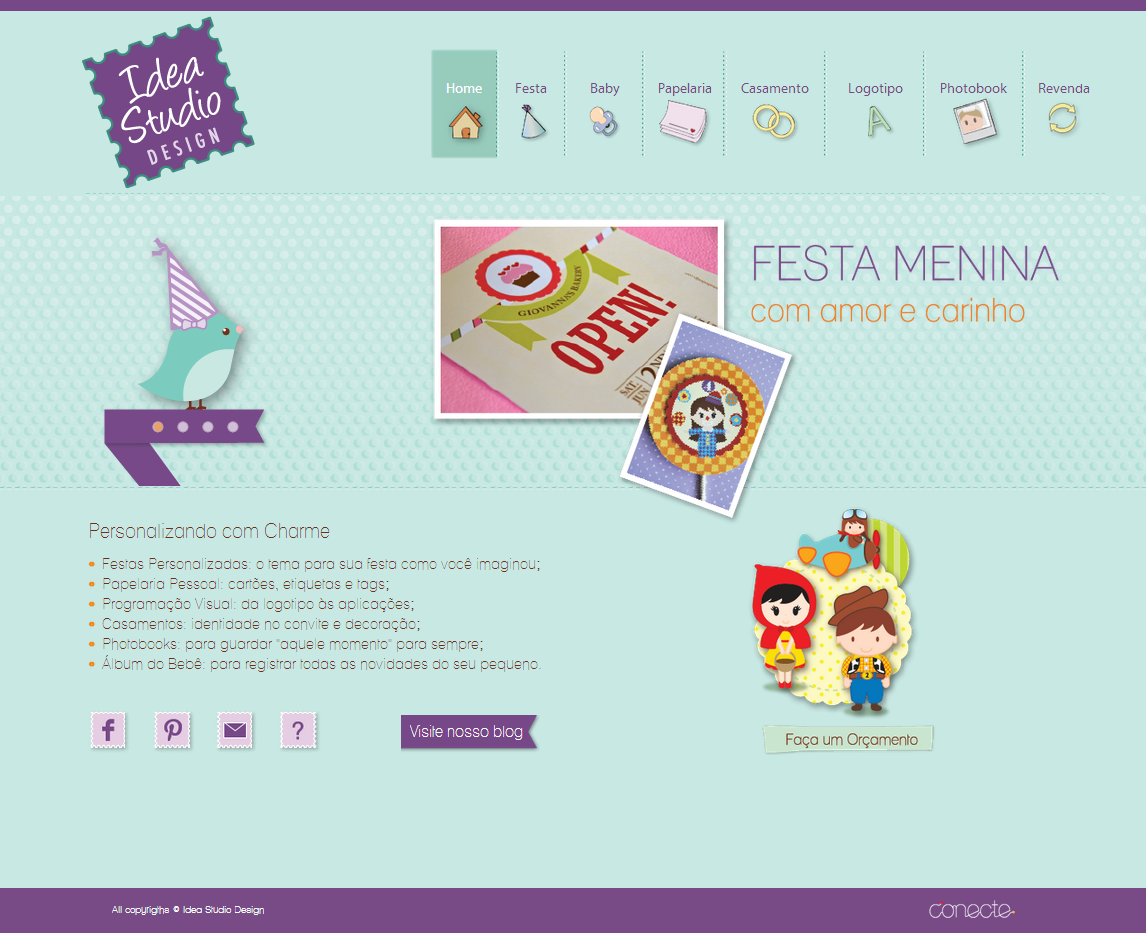 Idea
Studio
DESIGN
Home
Festa
Baby
Papelaria
Casamento
Logotipo
Photobook
Revenda
GIOVANNA'S BAKERY
OPEN!
SAT.
JUN
FESTA MENINA
com amor e carinho
Personalizando com Charme
Festas Personalizadas: o tema para sua festa como você imaginou;
Papelaria Pessoal: cartões, etiquetas e tags;
Programação Visual: da logotipo às aplicações;
Casamentos: identidade no convite e decoração;
Photobooks: para guardar "aquele momento" para sempre;
Álbum do Bebê: para registrar todas as novidades do seu pequeno.
?
Visite nosso blog
2
Faça um Orçamento
All copyrigths © Idea Studio Design
conecte